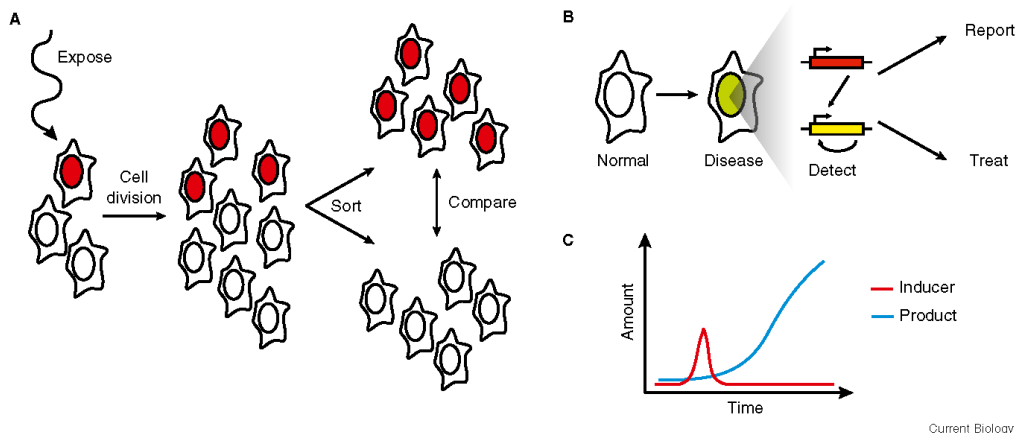 A
Expose
Cell
division
Sort
Compare
B
Normal
Disease
Detect
Report
Treat
C
Amount
Time
Inducer
Product
Current Biology